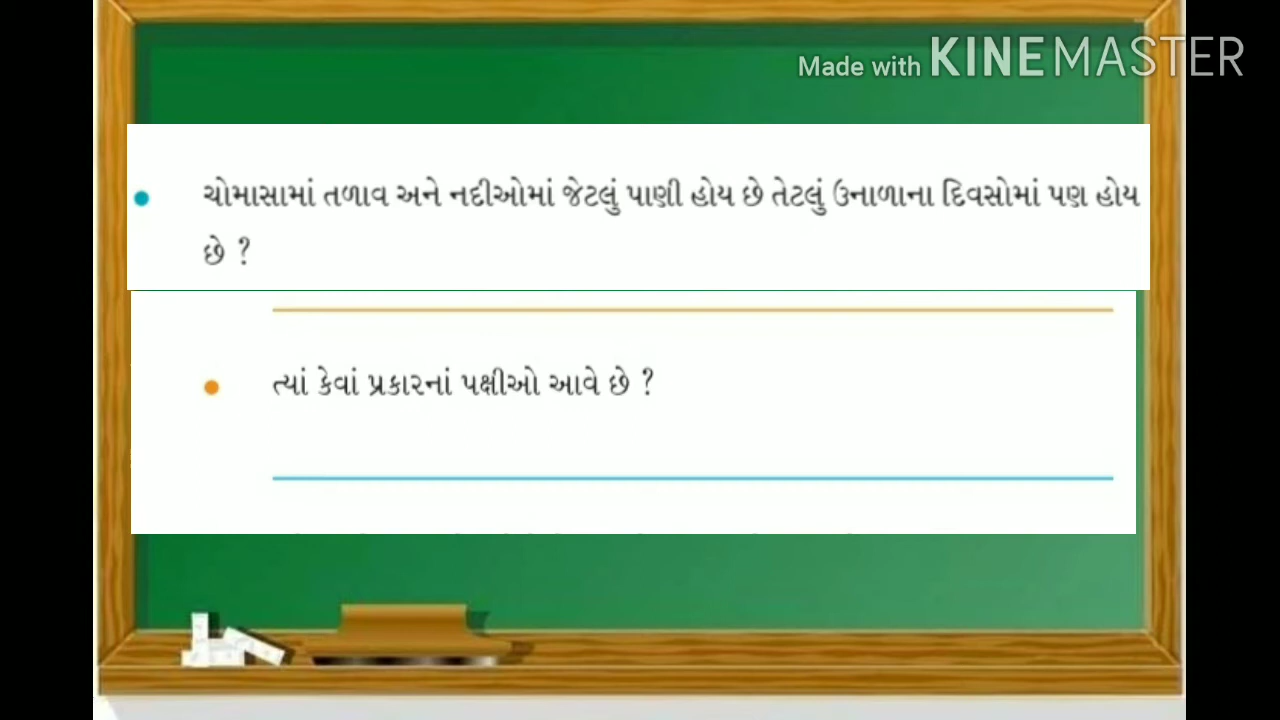 Made with KINEMASTER
ચોમાસામાં તળાવ અને નદીઓમાં જેટલું પાણી હોય છે તેટલું ઉનાળાના દિવસોમાં પણ હોય
છે ?
ત્યાં કેવાં પ્રકારનાં પક્ષીઓ આવે છે ?